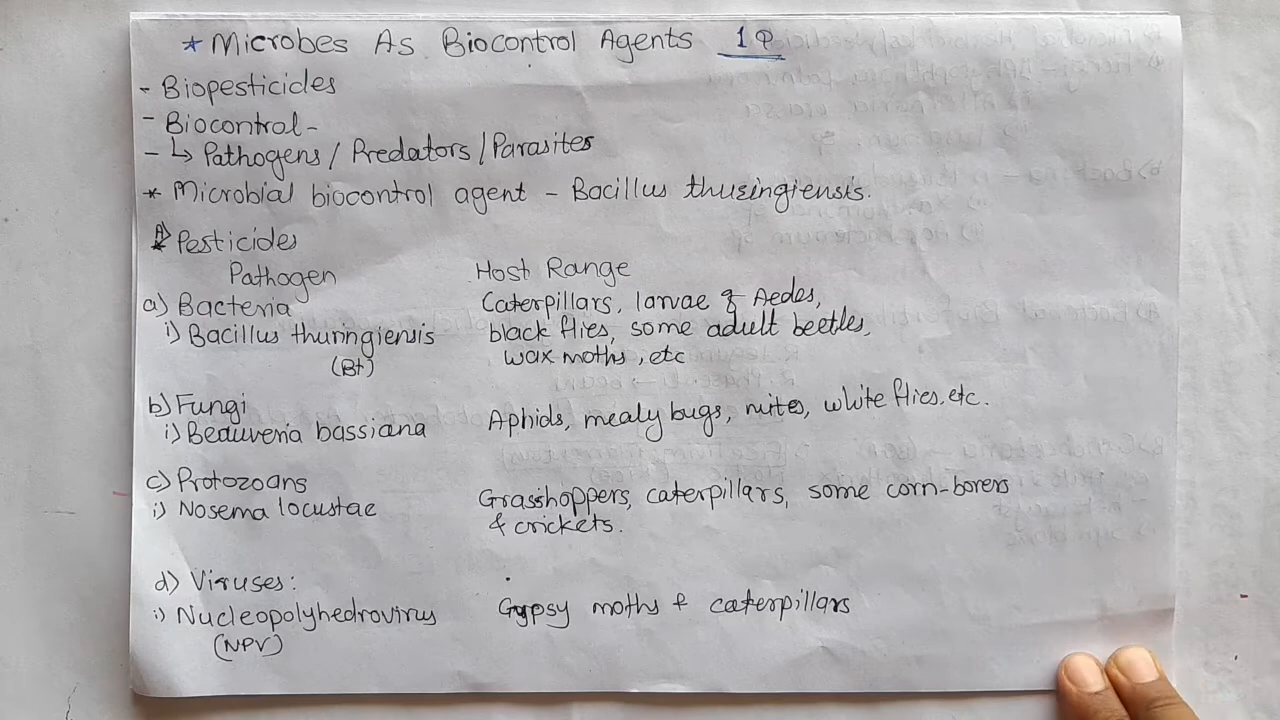 * Microbes As Biocontrol Agents 1Q
- Biopesticides
- Biocontrol -
- ↳ Pathogens / Predators / Parasites
* Microbial biocontrol agent - Bacillus thuringiensis.
A) Pesticides
Pathogen Host Range
a) Bacteria Caterpillars, larvae of Aedes,
i) Bacillus thuringiensis black flies, some adult beetles,
(Bt) wax moths, etc
b) Fungi
i) Beauveria bassiana Aphids, mealy bugs, mites, white flies, etc.
c) Protozoans
i) Nosema locustae Grasshoppers, caterpillars, some corn-borers
& crickets.
d) Viruses:
i) Nucleopolyhedrovirus Gypsy moths & caterpillars
(NPV)